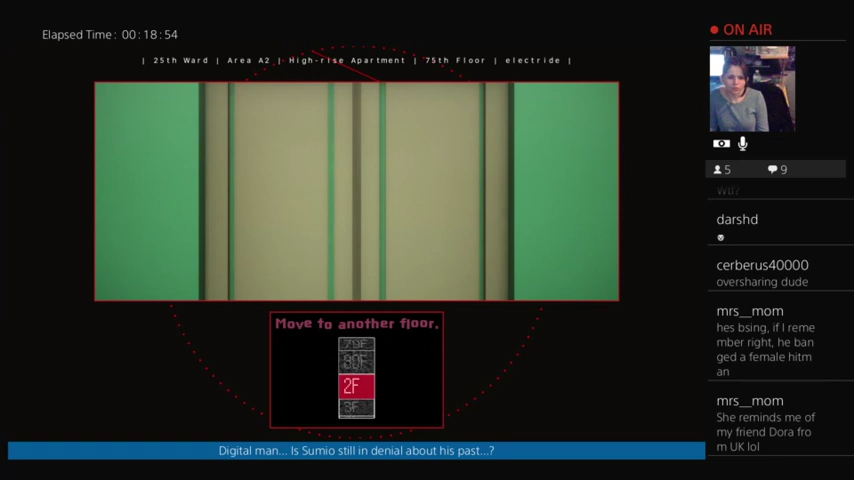 Elapsed Time: 00:18:54
ON AIR
| 25th Ward | Area A2 | High-rise Apartment | 75th Floor | electride |
5
9
darshd
cerberus40000
oversharing dude
mrs__mom
hes bsing, if I reme
mber right, he ban
ged a female hitm
an
mrs__mom
She reminds me of
my friend Dora fro
m UK lol
Move to another floor.
79F
80F
2F
3F
Digital man... Is Sumio still in denial about his past...?